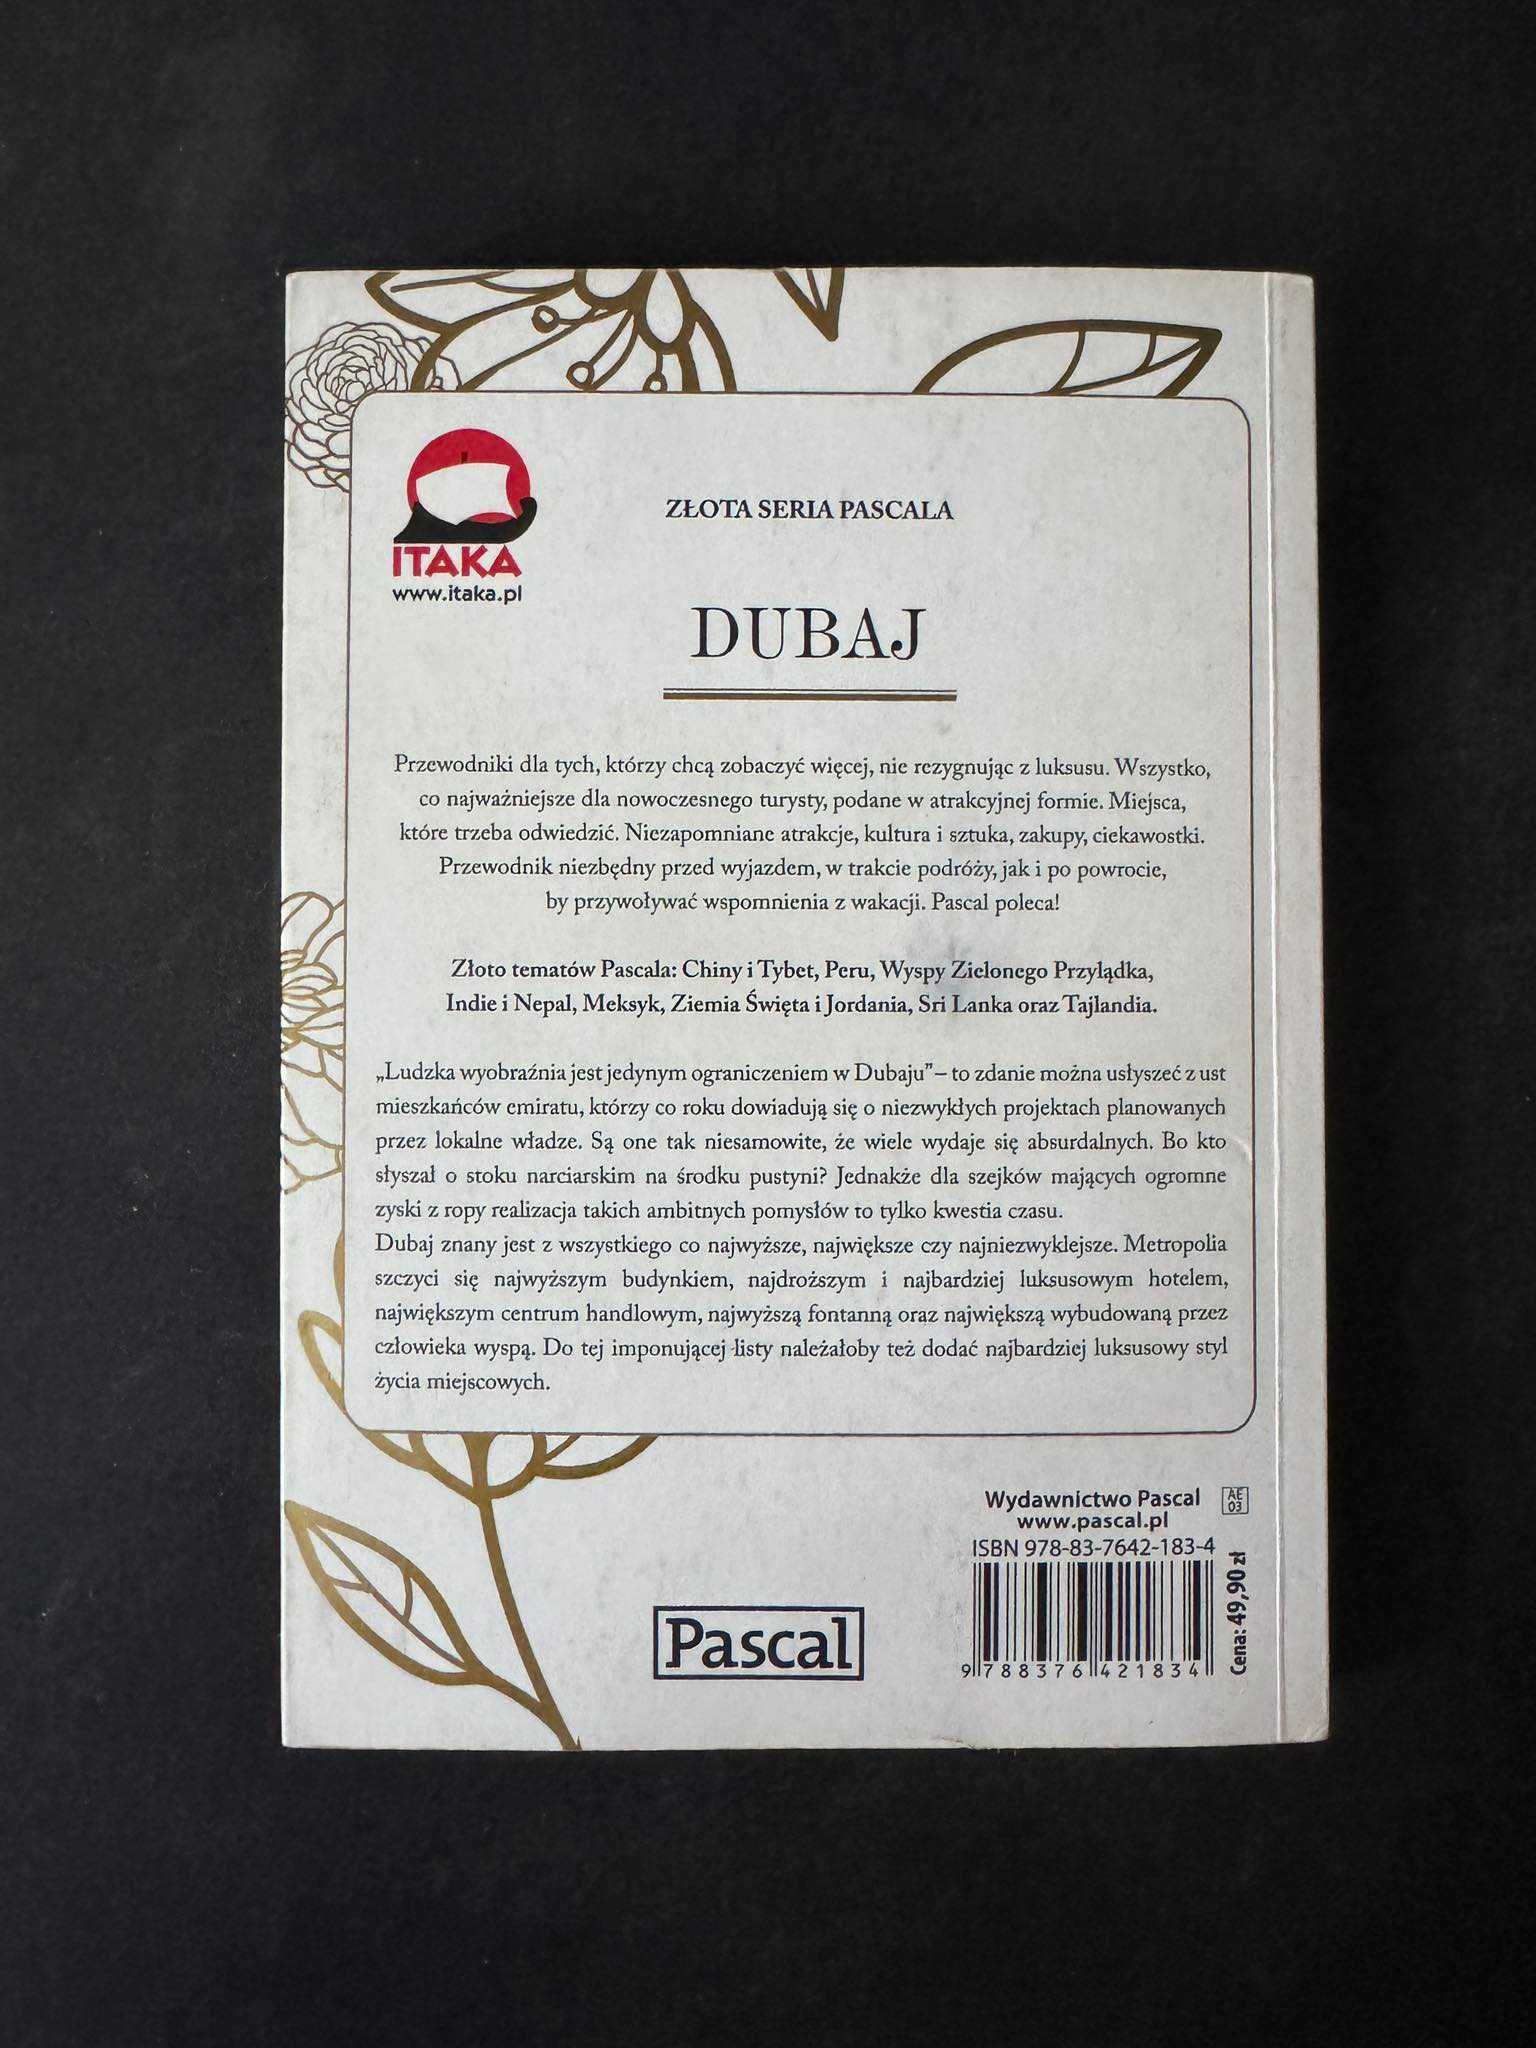 ITAKA
www.itaka.pl
ZŁOTA SERIA PASCALA
DUBAJ
Przewodniki dla tych, którzy chcą zobaczyć więcej, nie rezygnując z luksusu. Wszystko,
co najważniejsze dla nowoczesnego turysty, podane w atrakcyjnej formie. Miejsca,
które trzeba odwiedzić. Niezapomniane atrakcje, kultura i sztuka, zakupy, ciekawostki.
Przewodnik niezbędny przed wyjazdem, w trakcie podróży, jak i po powrocie,
by przywoływać wspomnienia z wakacji. Pascal poleca!
Złoto tematów Pascala: Chiny i Tybet, Peru, Wyspy Zielonego Przylądka,
Indie i Nepal, Meksyk, Ziemia Święta i Jordania, Sri Lanka oraz Tajlandia.
„Ludzka wyobraźnia jest jedynym ograniczeniem w Dubaju” – to zdanie można usłyszeć z ust
mieszkańców emiratu, którzy co roku dowiadują się o niezwykłych projektach planowanych
przez lokalne władze. Są one tak niesamowite, że wiele wydaje się absurdalnych. Bo kto
słyszał o stoku narciarskim na środku pustyni? Jednakże dla szejków mających ogromne
zyski z ropy realizacja takich ambitnych pomysłów to tylko kwestia czasu.
Dubaj znany jest z wszystkiego co najwyższe, największe czy najniezwyklejsze. Metropolia
szczyci się najwyższym budynkiem, najdroższym i najbardziej luksusowym hotelem,
największym centrum handlowym, najwyższą fontanną oraz największą wybudowaną przez
człowieka wyspą. Do tej imponującej listy należałoby też dodać najbardziej luksusowy styl
życia miejscowych.
Wydawnictwo Pascal
www.pascal.pl
AE
03
ISBN 978-83-7642-183-4
9 788376 421834
Cena: 49,90 zł
Pascal